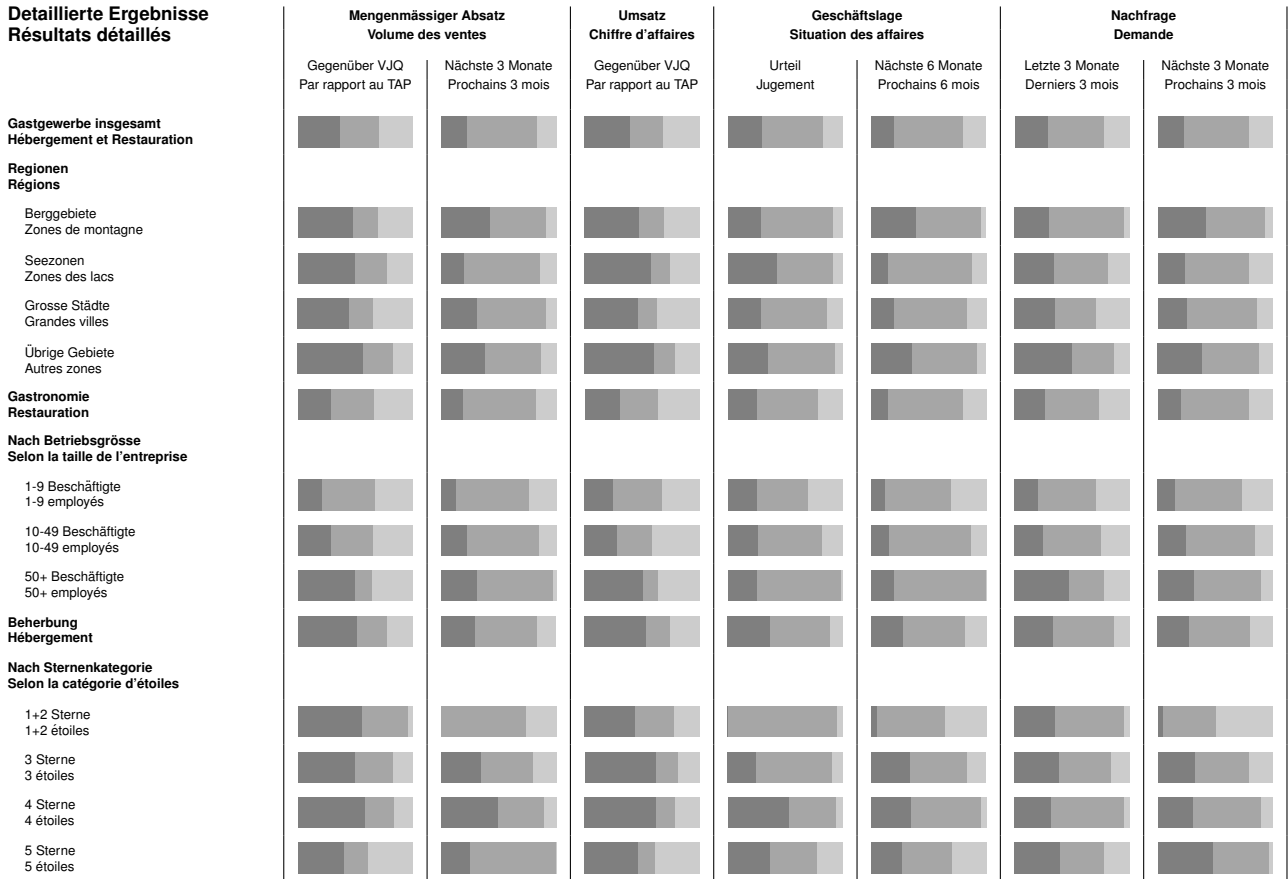 Detaillierte Ergebnisse
Résultats détaillés
Mengenmässiger Absatz
Volume des ventes
Umsatz
Chiffre d'affaires
Geschäftslage
Situation des affaires
Nachfrage
Demande
Gegenüber VJQ
Par rapport au TAP
Nächste 3 Monate
Prochains 3 mois
Gegenüber VJQ
Par rapport au TAP
Urteil
Jugement
Nächste 6 Monate
Prochains 6 mois
Letzte 3 Monate
Derniers 3 mois
Nächste 3 Monate
Prochains 3 mois
Gastgewerbe insgesamt
Hébergement et Restauration
Regionen
Régions
Berggebiete
Zones de montagne
Seezonen
Zones des lacs
Grosse Städte
Grandes villes
Übrige Gebiete
Autres zones
Gastronomie
Restauration
Nach Betriebsgrösse
Selon la taille de l'entreprise
1-9 Beschäftigte
1-9 employés
10-49 Beschäftigte
10-49 employés
50+ Beschäftigte
50+ employés
Beherbung
Hébergement
Nach Sternenkategorie
Selon la catégorie d'étoiles
1+2 Sterne
1+2 étoiles
3 Sterne
3 étoiles
4 Sterne
4 étoiles
5 Sterne
5 étoiles